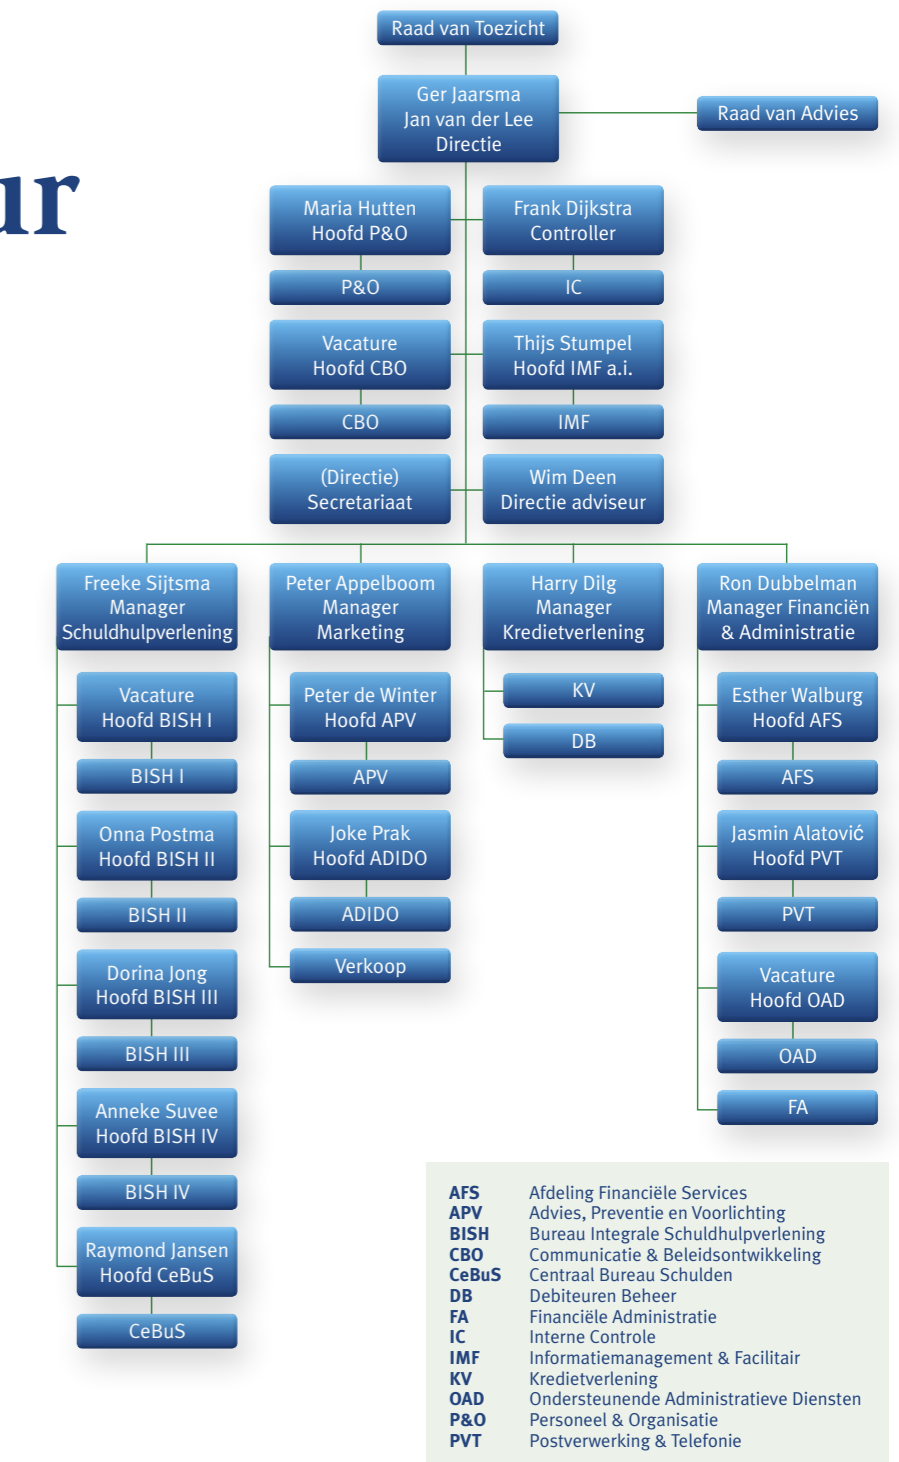 Raad van Toezicht
Ger Jaarsma
Jan van der Lee
Directie
Raad van Advies
ur
Maria Hutten
Hoofd P&O
Frank Dijkstra
Controller
P&O
IC
Vacature
Hoofd CBO
Thijs Stumpel
Hoofd IMF a.i.
CBO
IMF
(Directie)
Secretariaat
Wim Deen
Directie adviseur
Freeke Sijtsma
Manager
Schuldhulpverlening
Vacature
Hoofd BISH I
BISH I
Onna Postma
Hoofd BISH II
BISH II
Dorina Jong
Hoofd BISH III
BISH III
Anneke Suvee
Hoofd BISH IV
BISH IV
Raymond Jansen
Hoofd CeBuS
CeBuS
Peter Appelboom
Manager
Marketing
Peter de Winter
Hoofd APV
APV
Joke Prak
Hoofd ADIDO
ADIDO
Verkoop
Harry Dilg
Manager
Kredietverlening
KV
DB
Ron Dubbelman
Manager Financiën
& Administratie
Esther Walburg
Hoofd AFS
AFS
Jasmin Alatović
Hoofd PVT
PVT
Vacature
Hoofd OAD
OAD
FA
AFS Afdeling Financiële Services
APV Advies, Preventie en Voorlichting
BISH Bureau Integrale Schuldhulpverlening
CBO Communicatie & Beleidsontwikkeling
CeBuS Centraal Bureau Schulden
DB Debiteuren Beheer
FA Financiële Administratie
IC Interne Controle
IMF Informatiemanagement & Facilitair
KV Kredietverlening
OAD Ondersteunende Administratieve Diensten
P&O Personeel & Organisatie
PVT Postverwerking & Telefonie